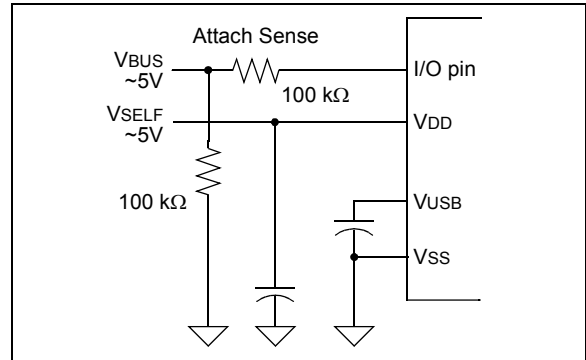 Attach Sense
VBUS
~5V
I/O pin
100 kΩ
VSELF
~5V
VDD
100 kΩ
VUSB
VSS